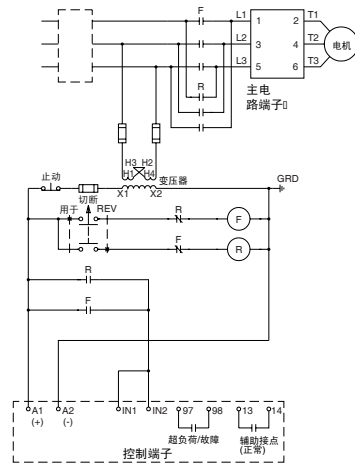 F
L1 1 2 T1
L2 3 4 T2 电机
L3 5 6 T3
R
主电
路端子
H3 H2
H1 H4
止动 变压器
切断 X1 X2 GRD
用于 REV R F
F R
R
F
A1 A2 IN1 IN2 97 98 13 14
(+) (-)
超负荷/故障 辅助接点
(正常)
控制端子